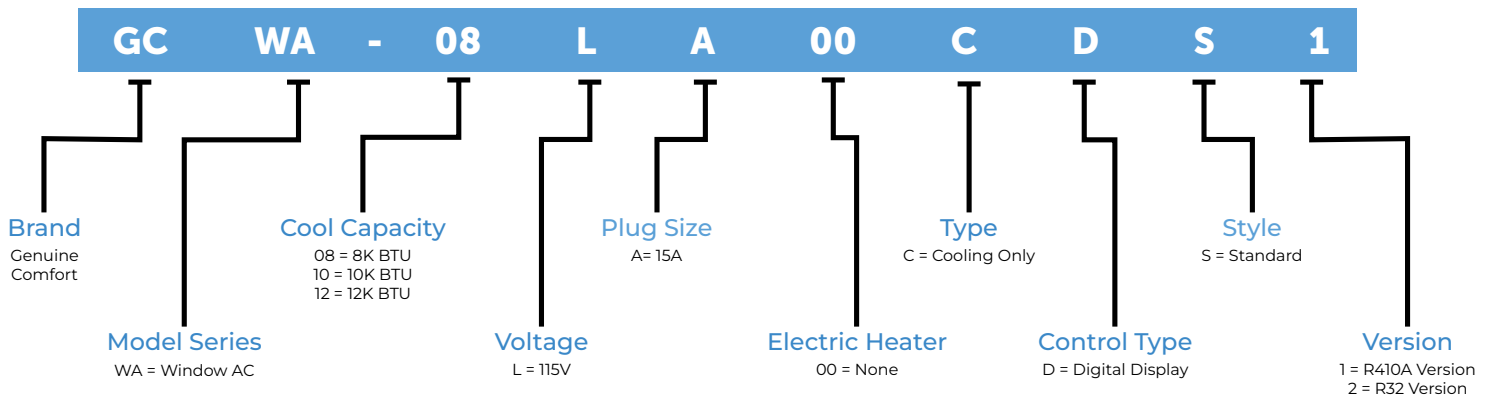 GC WA - 08 L A 00 C D S 1
Brand
Genuine
Comfort
Cool Capacity
08 = 8K BTU
10 = 10K BTU
12 = 12K BTU
Plug Size
A= 15A
Type
C = Cooling Only
Style
S = Standard
Model Series
WA = Window AC
Voltage
L = 115V
Electric Heater
00 = None
Control Type
D = Digital Display
Version
1 = R410A Version
2 = R32 Version